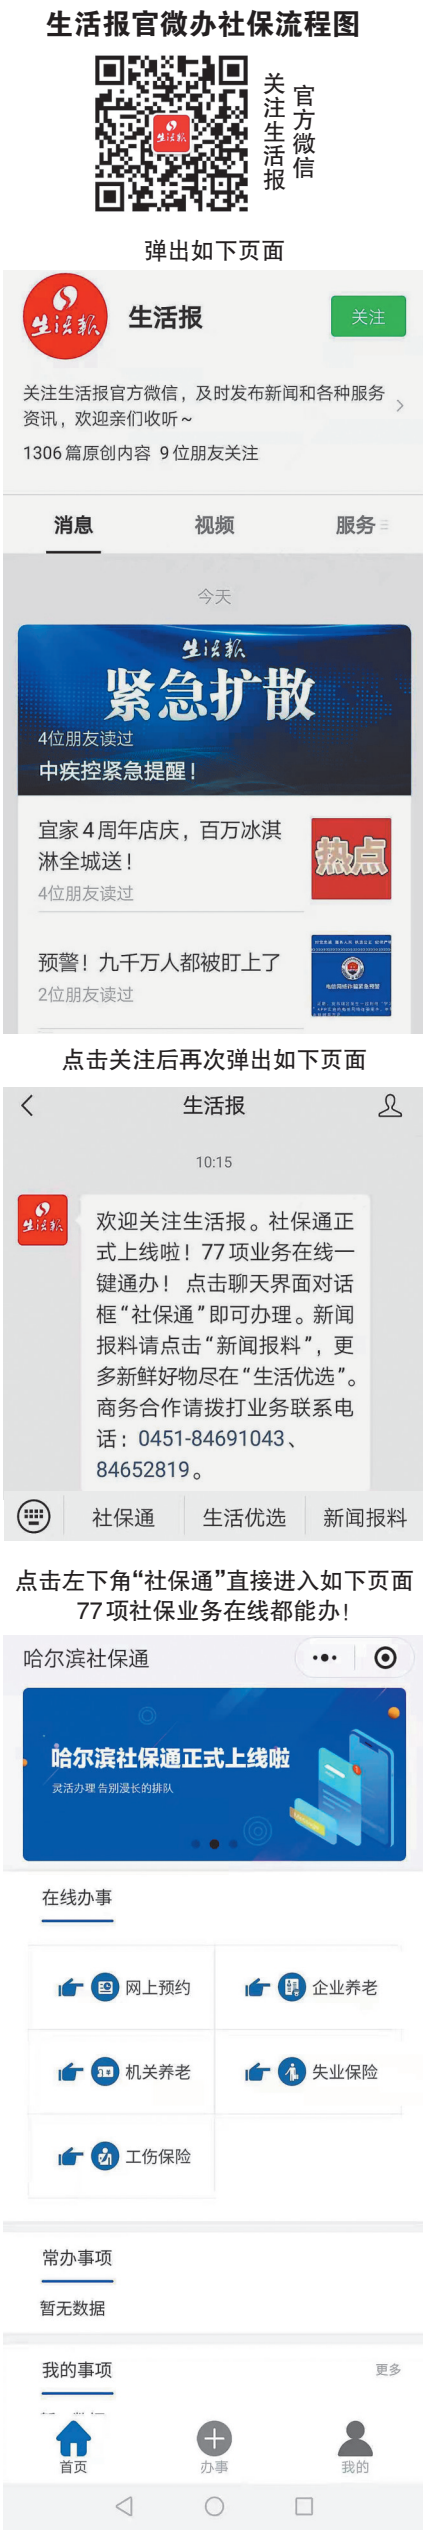 生活报官微办社保流程图
生活报
关注生活报
官方微信
弹出如下页面
生活报
生活报
关注
关注生活报官方微信，及时发布新闻和各种服务
资讯，欢迎亲们收听~
1306篇原创内容 9位朋友关注
消息
视频
服务
今天
生活报
紧急扩散
4位朋友读过
中疾控紧急提醒！
宜家4周年店庆，百万冰淇
淋全城送！
热点
4位朋友读过
预警！九千万人都被盯上了
2位朋友读过
点击关注后再次弹出如下页面
生活报
10:15
生活报
欢迎关注生活报。社保通正
式上线啦！77项业务在线一
键通办！ 点击聊天界面对话
框“社保通”即可办理。新闻
报料请点击“新闻报料”，更
多新鲜好物尽在“生活优选”。
商务合作请拨打业务联系电
话：0451-84691043、
84652819。
社保通
生活优选
新闻报料
点击左下角“社保通”直接进入如下页面
77项社保业务在线都能办!
哈尔滨社保通
哈尔滨社保通正式上线啦
灵活办理 告别漫长的排队
在线办事
网上预约
企业养老
机关养老
失业保险
工伤保险
常办事项
暂无数据
我的事项
更多
首页
办事
我的